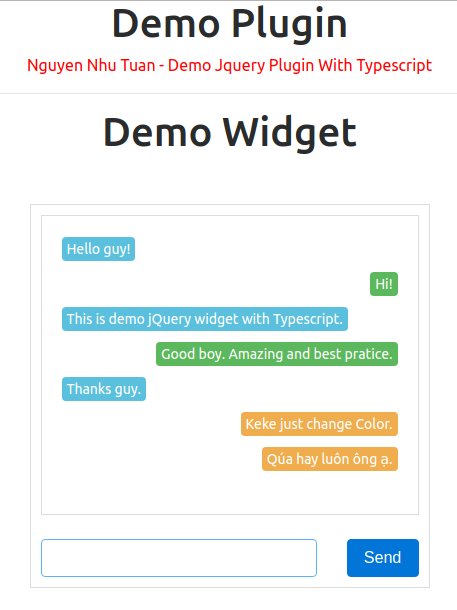 Demo Plugin
Nguyen Nhu Tuan - Demo Jquery Plugin With Typescript
Demo Widget
Hello guy!
Hi!
This is demo jQuery widget with Typescript.
Good boy. Amazing and best pratice.
Thanks guy.
Keke just change Color.
Qúa hay luôn ông ạ.
Send